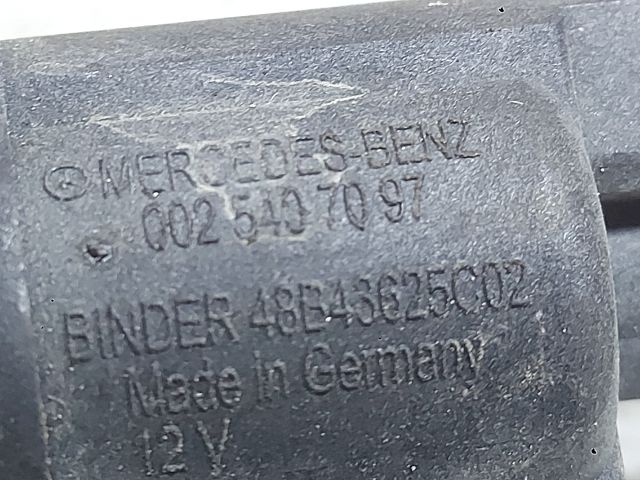 MERCEDES-BENZ
002 540 70 97
BINDER 48B43625C02
Made in Germany
12 V